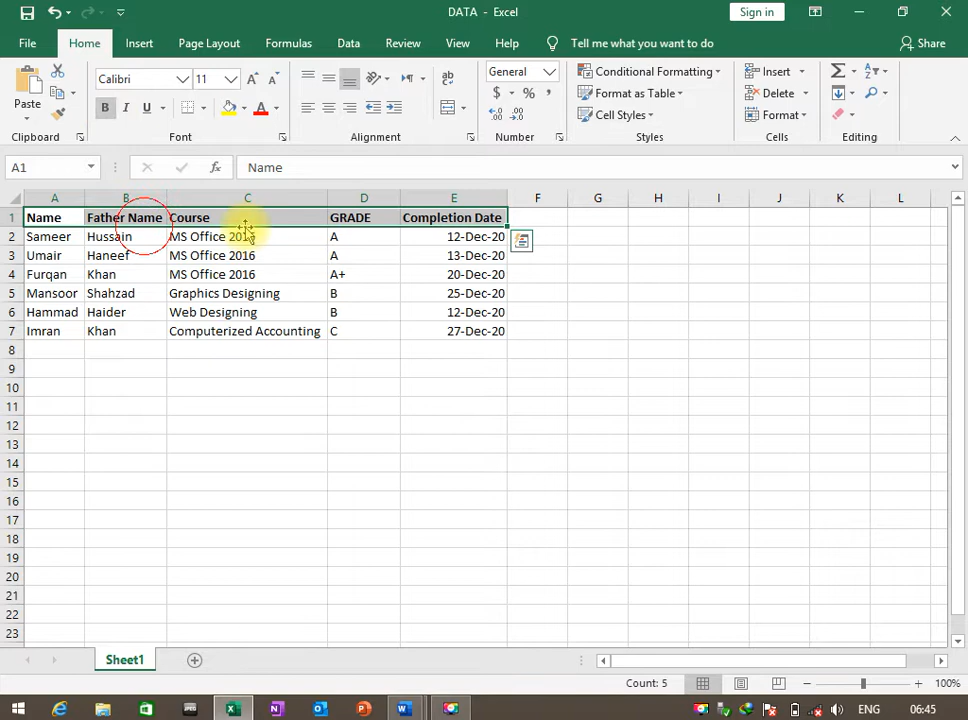 DATA - Excel
Sign in
File Home Insert Page Layout Formulas Data Review View Help Tell me what you want to do Share
Paste
Calibri 11
B I U
General
$ % ,
Conditional Formatting
Format as Table
Cell Styles
Insert
Delete
Format
Clipboard Font Alignment Number Styles Cells Editing
A1 fx Name
A B C D E F G H I J K L
1 Name Father Name Course GRADE Completion Date
2 Sameer Hussain MS Office 2016 A 12-Dec-20
3 Umair Haneef MS Office 2016 A 13-Dec-20
4 Furqan Khan MS Office 2016 A+ 20-Dec-20
5 Mansoor Shahzad Graphics Designing B 25-Dec-20
6 Hammad Haider Web Designing B 12-Dec-20
7 Imran Khan Computerized Accounting C 27-Dec-20
8
9
10
11
12
13
14
15
16
17
18
19
20
21
22
23
Sheet1
Count: 5 100%
ENG 06:45